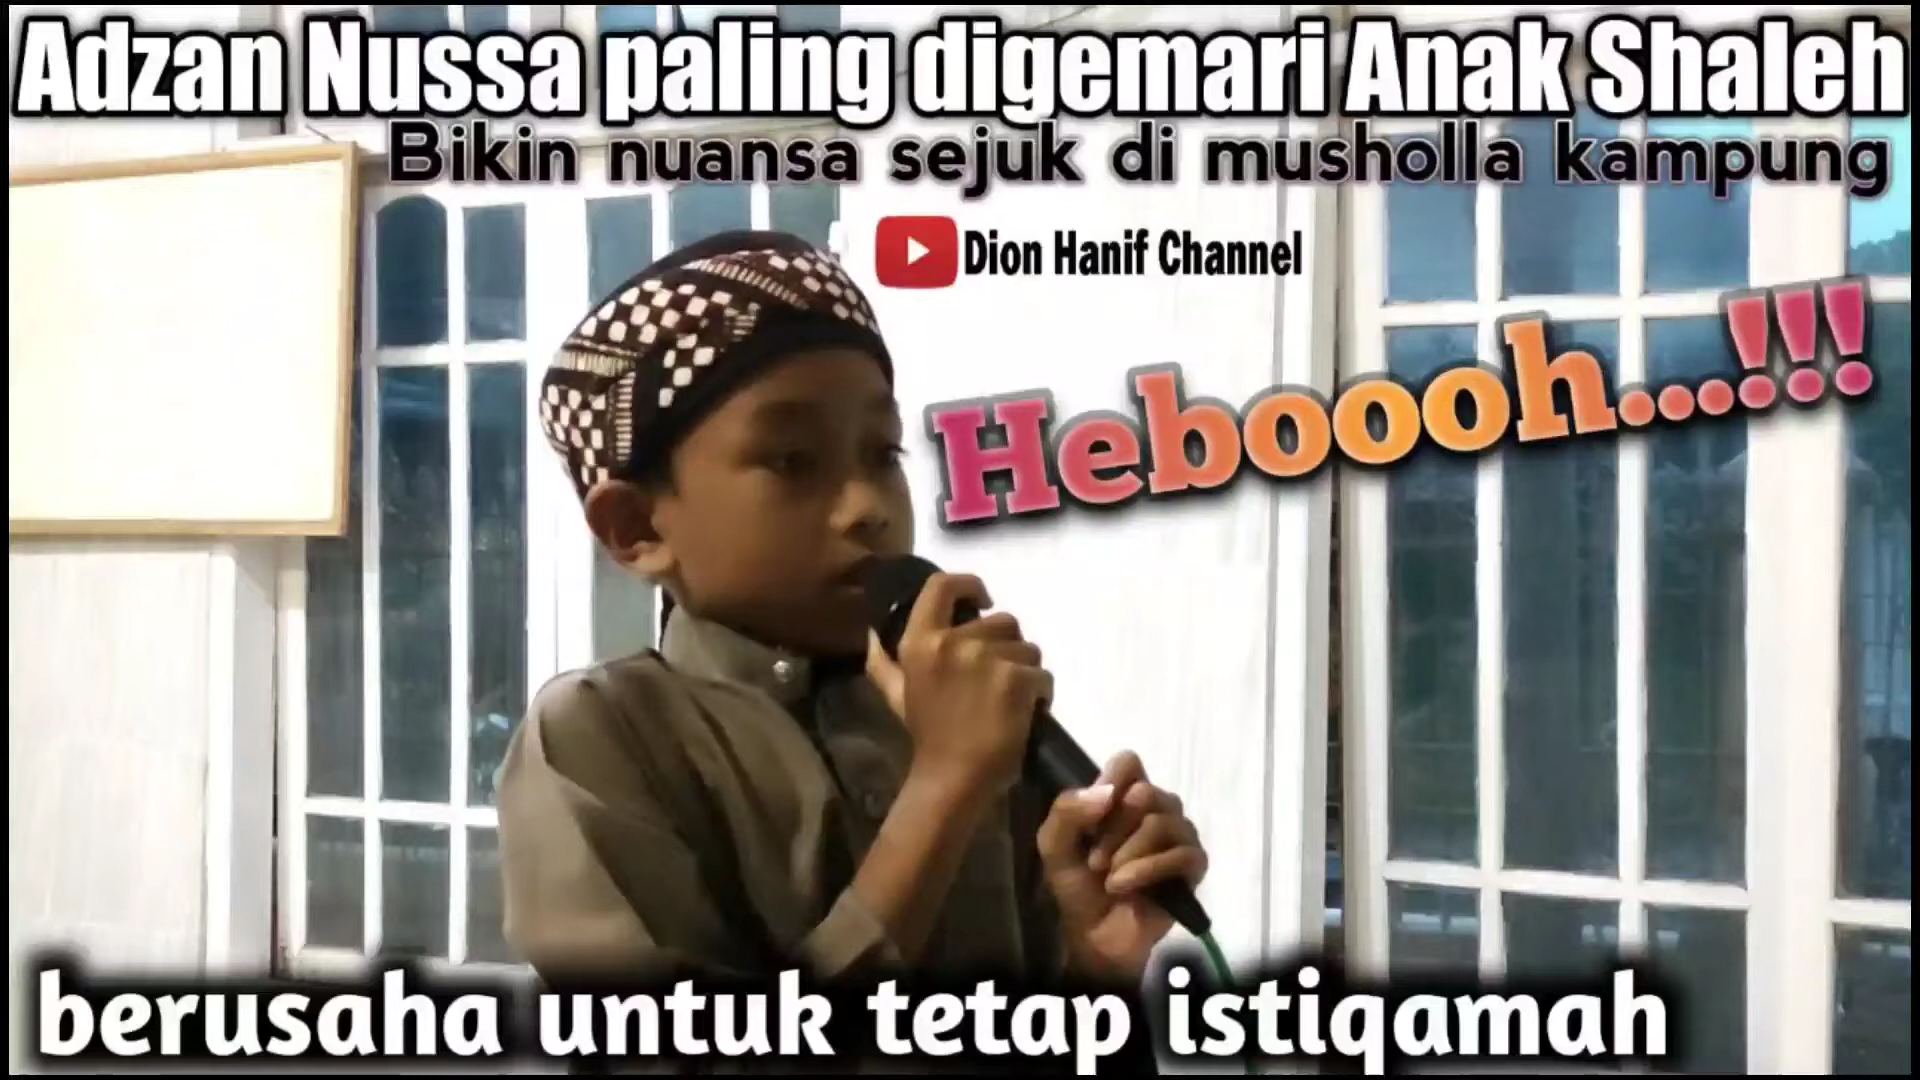 Adzan Nussa paling digemari Anak Shaleh
Bikin nuansa sejuk di musholla kampung
Dion Hanif Channel
Heboooh...!!!
berusaha untuk tetap istiqamah